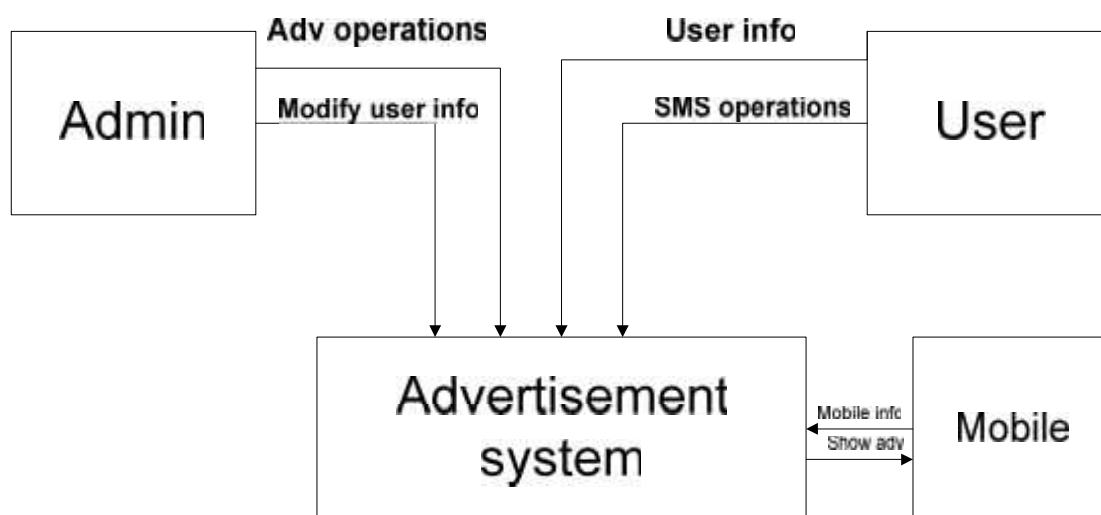 Adv operations
User info
Admin
Modify user info
SMS operations
User
Advertisement
system
Mobile info
Show adv
Mobile